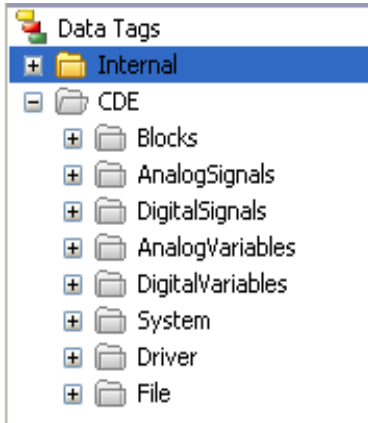 Data Tags
Internal
CDE
Blocks
AnalogSignals
DigitalSignals
AnalogVariables
DigitalVariables
System
Driver
File